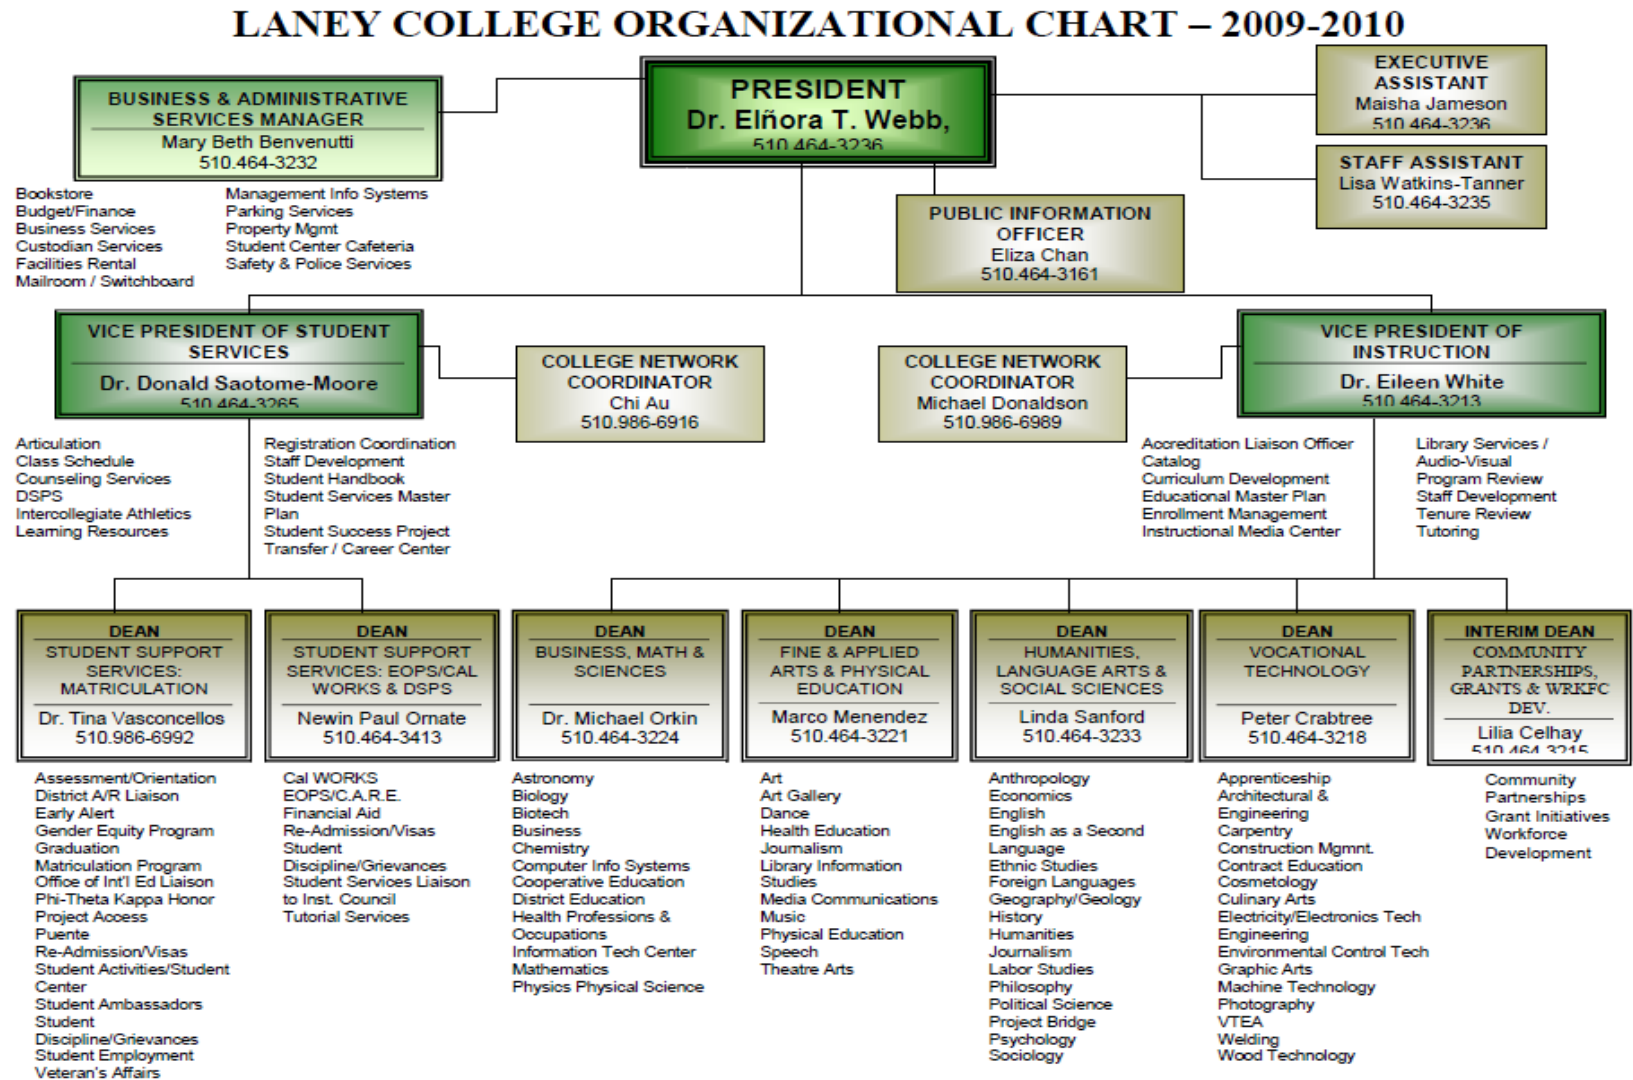 LANEY COLLEGE ORGANIZATIONAL CHART – 2009-2010
PRESIDENT
Dr. Elñora T. Webb,
510.464-3236
EXECUTIVE
ASSISTANT
Maisha Jameson
510.464-3236
BUSINESS & ADMINISTRATIVE
SERVICES MANAGER
Mary Beth Benvenutti
510.464-3232
STAFF ASSISTANT
Lisa Watkins-Tanner
510.464-3235
Bookstore
Budget/Finance
Business Services
Custodian Services
Facilities Rental
Mailroom / Switchboard
Management Info Systems
Parking Services
Property Mgmt
Student Center Cafeteria
Safety & Police Services
PUBLIC INFORMATION
OFFICER
Eliza Chan
510.464-3161
VICE PRESIDENT OF STUDENT
SERVICES
Dr. Donald Saotome-Moore
510.464-3265
COLLEGE NETWORK
COORDINATOR
Chi Au
510.986-6916
COLLEGE NETWORK
COORDINATOR
Michael Donaldson
510.986-6989
VICE PRESIDENT OF
INSTRUCTION
Dr. Eileen White
510.464-3213
Articulation
Class Schedule
Counseling Services
DSPS
Intercollegiate Athletics
Learning Resources
Registration Coordination
Staff Development
Student Handbook
Student Services Master
Plan
Student Success Project
Transfer / Career Center
Accreditation Liaison Officer
Catalog
Curriculum Development
Educational Master Plan
Enrollment Management
Instructional Media Center
Library Services /
Audio-Visual
Program Review
Staff Development
Tenure Review
Tutoring
DEAN
STUDENT SUPPORT
SERVICES:
MATRICULATION
Dr. Tina Vasconcellos
510.986-6992
DEAN
STUDENT SUPPORT
SERVICES: EOPS/CAL
WORKS & DSPS
Newin Paul Ornate
510.464-3413
DEAN
BUSINESS, MATH &
SCIENCES
Dr. Michael Orkin
510.464-3224
DEAN
FINE & APPLIED
ARTS & PHYSICAL
EDUCATION
Marco Menendez
510.464-3221
DEAN
HUMANITIES,
LANGUAGE ARTS &
SOCIAL SCIENCES
Linda Sanford
510.464-3233
DEAN
VOCATIONAL
TECHNOLOGY
Peter Crabtree
510.464-3218
INTERIM DEAN
COMMUNITY
PARTNERSHIPS,
GRANTS & WRKFC
DEV.
Lilia Celhay
510.464.3215
Assessment/Orientation
District A/R Liaison
Early Alert
Gender Equity Program
Graduation
Matriculation Program
Office of Int'l Ed Liaison
Phi-Theta Kappa Honor
Project Access
Puente
Re-Admission/Visas
Student Activities/Student
Center
Student Ambassadors
Student
Discipline/Grievances
Student Employment
Veteran's Affairs
Cal WORKS
EOPS/C.A.R.E.
Financial Aid
Re-Admission/Visas
Student
Discipline/Grievances
Student Services Liaison
to Inst. Council
Tutorial Services
Astronomy
Biology
Biotech
Business
Chemistry
Computer Info Systems
Cooperative Education
District Education
Health Professions &
Occupations
Information Tech Center
Mathematics
Physics Physical Science
Art
Art Gallery
Dance
Health Education
Journalism
Library Information
Studies
Media Communications
Music
Physical Education
Speech
Theatre Arts
Anthropology
Economics
English
English as a Second
Language
Ethnic Studies
Foreign Languages
Geography/Geology
History
Humanities
Journalism
Labor Studies
Philosophy
Political Science
Project Bridge
Psychology
Sociology
Apprenticeship
Architectural &
Engineering
Carpentry
Construction Mgmnt.
Contract Education
Cosmetology
Culinary Arts
Electricity/Electronics Tech
Engineering
Environmental Control Tech
Graphic Arts
Machine Technology
Photography
VTEA
Welding
Wood Technology
Community
Partnerships
Grant Initiatives
Workforce
Development